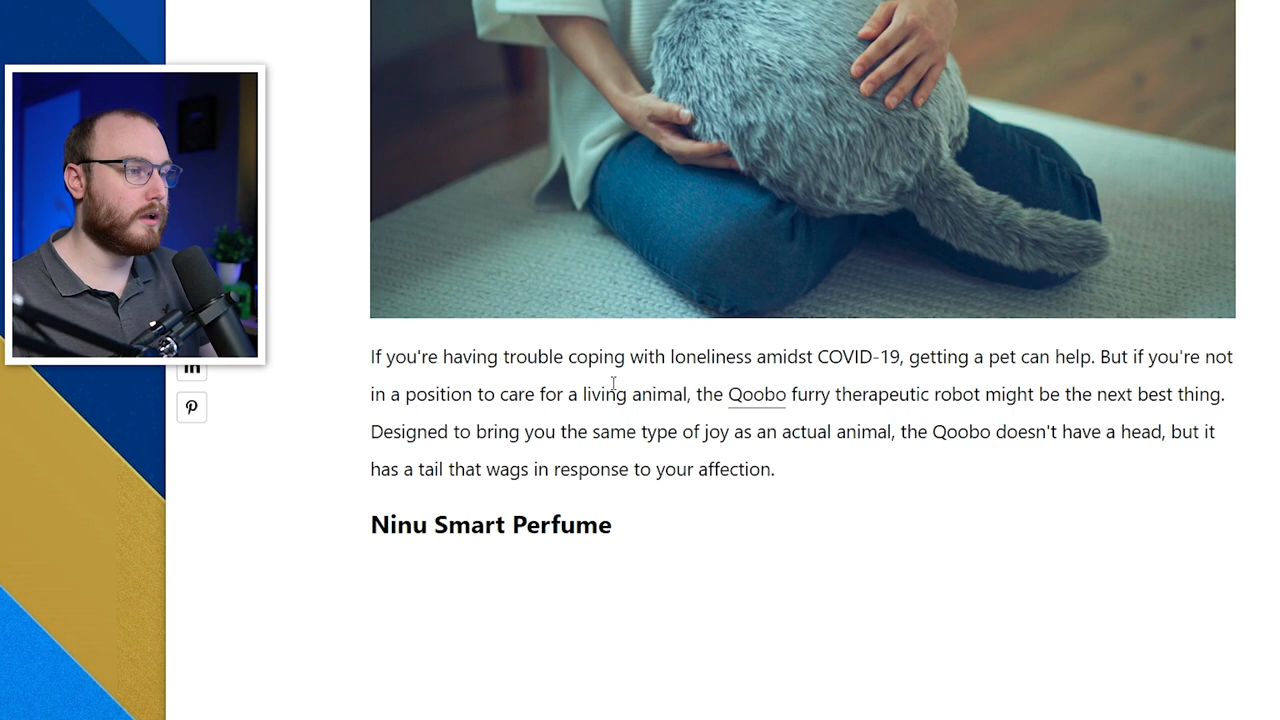 If you're having trouble coping with loneliness amidst COVID-19, getting a pet can help. But if you're not
in a position to care for a living animal, the Qoobo furry therapeutic robot might be the next best thing.
Designed to bring you the same type of joy as an actual animal, the Qoobo doesn't have a head, but it
has a tail that wags in response to your affection.
Ninu Smart Perfume